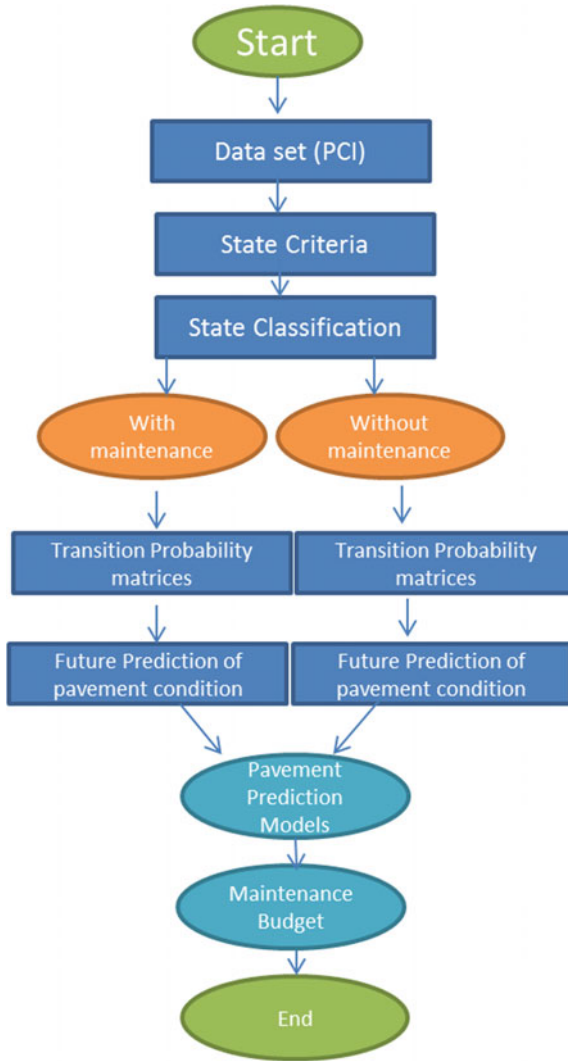 Start
Data set (PCI)
State Criteria
State Classification
With
maintenance
Without
maintenance
Transition Probability
matrices
Transition Probability
matrices
Future Prediction of
pavement condition
Future Prediction of
pavement condition
Pavement
Prediction
Models
Maintenance
Budget
End